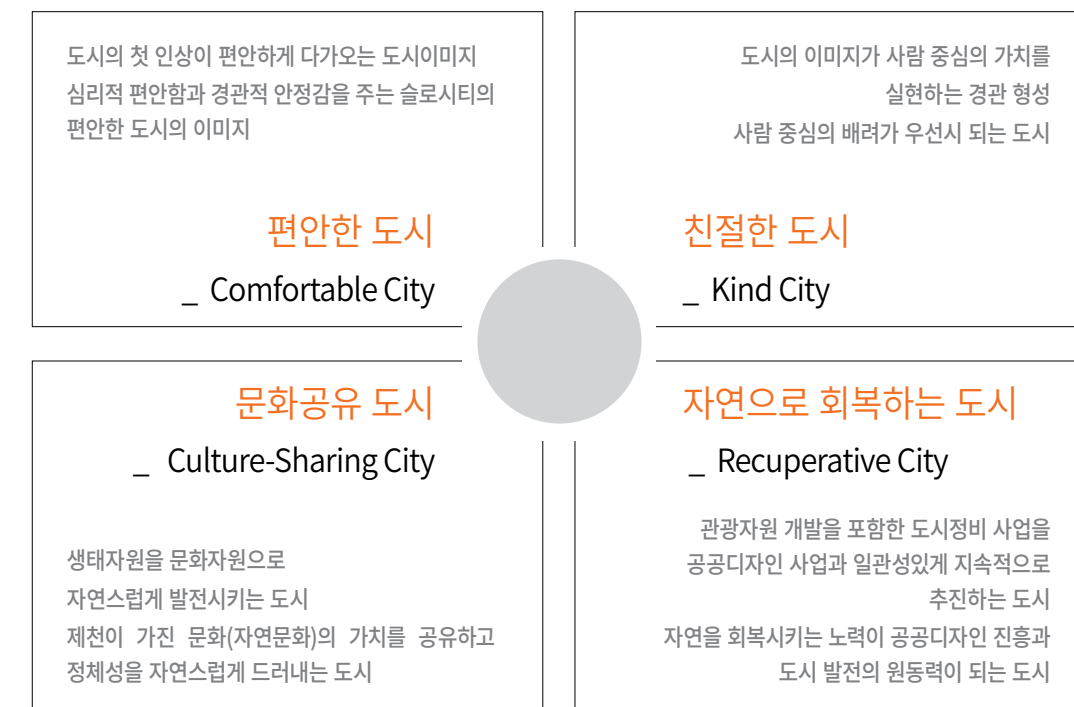 도시의 첫 인상이 편안하게 다가오는 도시이미지
심리적 편안함과 경관적 안정감을 주는 슬로시티의
편안한 도시의 이미지
편안한 도시
_ Comfortable City
도시의 이미지가 사람 중심의 가치를
실현하는 경관 형성
사람 중심의 배려가 우선시 되는 도시
친절한 도시
_ Kind City
문화공유 도시
_ Culture-Sharing City
생태자원을 문화자원으로
자연스럽게 발전시키는 도시
제천이 가진 문화(자연문화)의 가치를 공유하고
정체성을 자연스럽게 드러내는 도시
자연으로 회복하는 도시
_ Recuperative City
관광자원 개발을 포함한 도시정비 사업을
공공디자인 사업과 일관성있게 지속적으로
추진하는 도시
자연을 회복시키는 노력이 공공디자인 진흥과
도시 발전의 원동력이 되는 도시